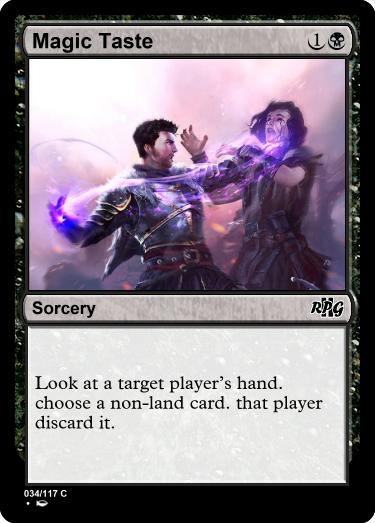 Magic Taste 1
Sorcery RPG
Look at a target player's hand.
choose a non-land card. that player
discard it.
034/117 C